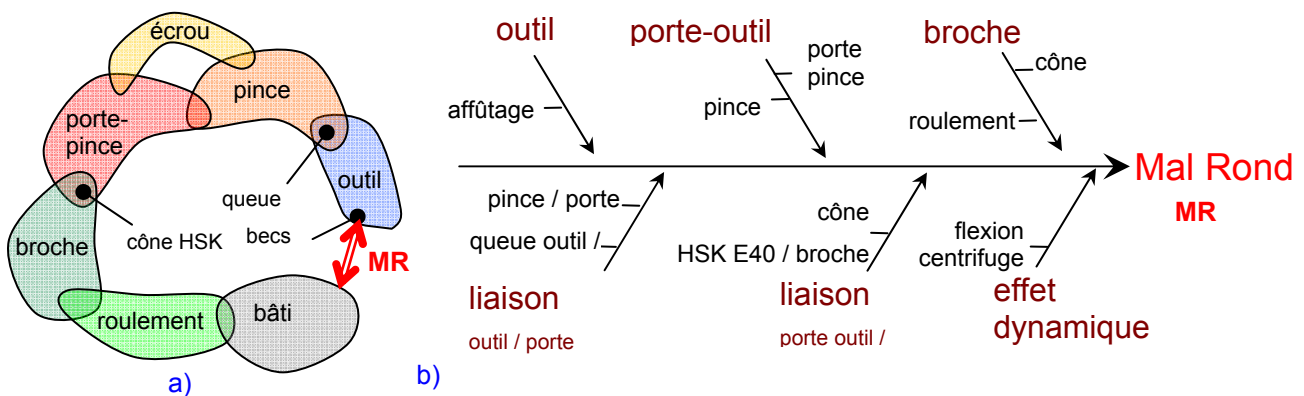 écrou
pince
porte-
pince
outil
queue
becs
cône HSK
broche
MR
roulement
bâti
a)
outil
porte-outil
broche
affûtage
porte
pince
pince
cône
roulement
Mal Rond
MR
pince / porte
queue outil /
liaison
outil / porte
cône
HSK E40 / broche
liaison
porte outil /
flexion
centrifuge
effet
dynamique
b)